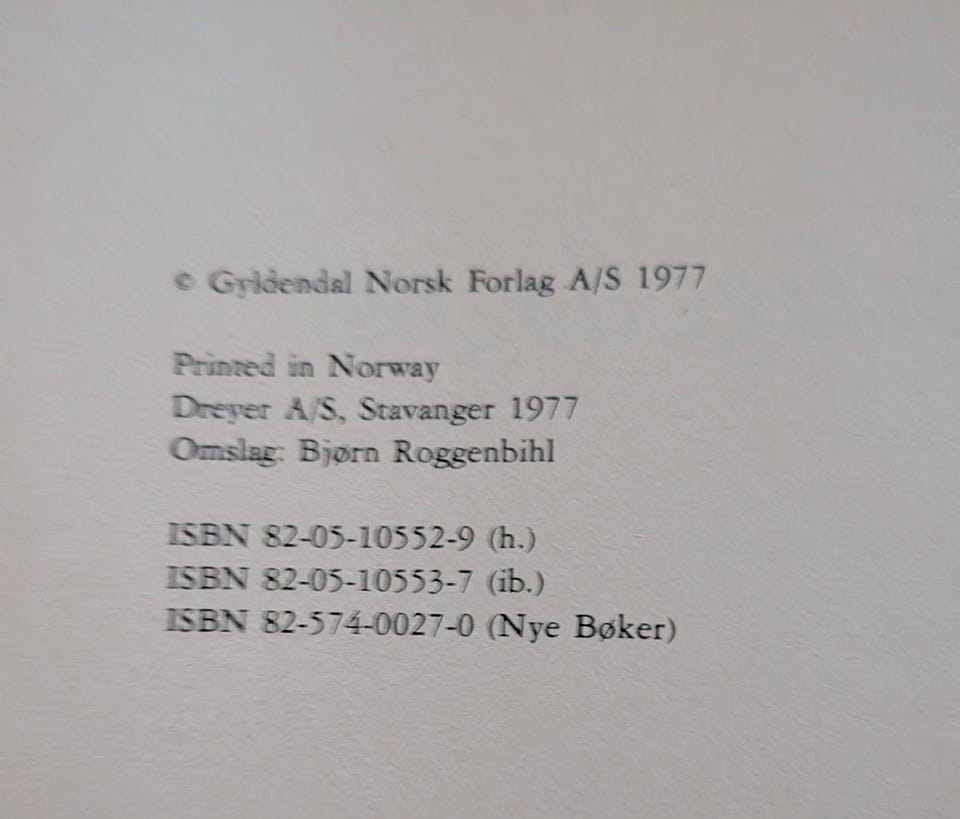 © Gyldendal Norsk Forlag A/S 1977
Printed in Norway
Dreyer A/S, Stavanger 1977
Omslag: Bjørn Roggenbihl
ISBN 82-05-10552-9 (h.)
ISBN 82-05-10553-7 (ib.)
ISBN 82-574-0027-0 (Nye Bøker)